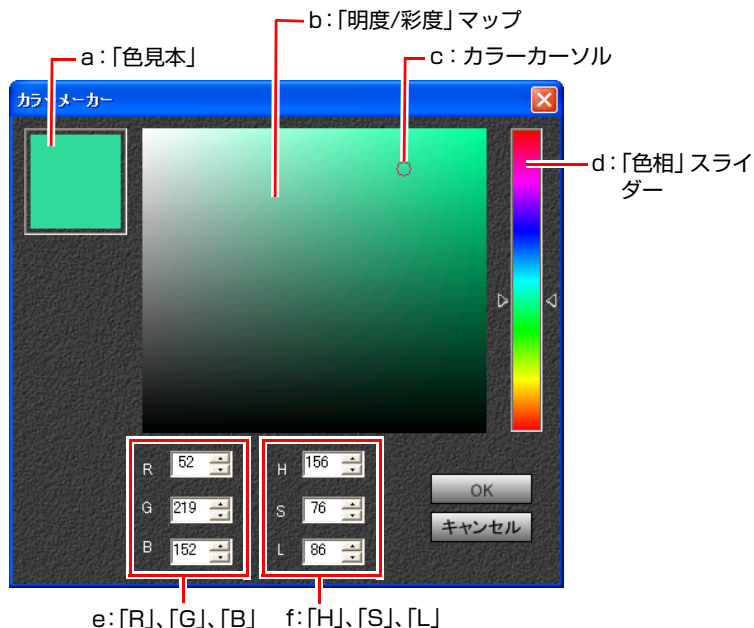 b：「明度/彩度」マップ
a：「色見本」
c：カラーカーソル
カラーメーカー
d：「色相」スライ
ダー
R 52
H 156
G 219
S 76
B 152
L 86
OK
キャンセル
e：「R」、「G」、「B」
f：「H」、「S」、「L」